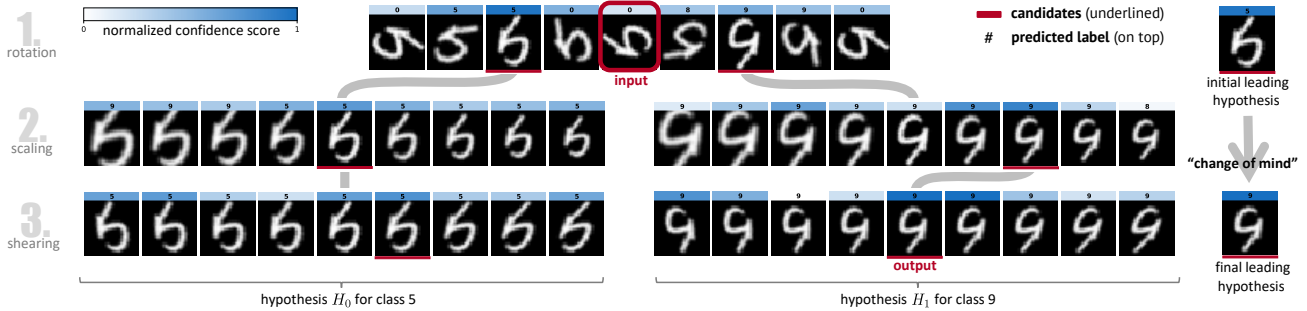 0 5 5 0 0 8 9 9 0
0 1
normalized confidence score
1.
rotation
candidates (underlined)
# predicted label (on top)
5
input
initial leading
hypothesis
9 9 9 5 5 5 5 5 5
9 9 9 9 9 9 9 9 8
2.
scaling
"change of mind"
5 5 5 5 5 5 5 5 5
9 9 9 9 9 9 9 9 9
9
3.
shearing
output
final leading
hypothesis
hypothesis H₀ for class 5
hypothesis H₁ for class 9